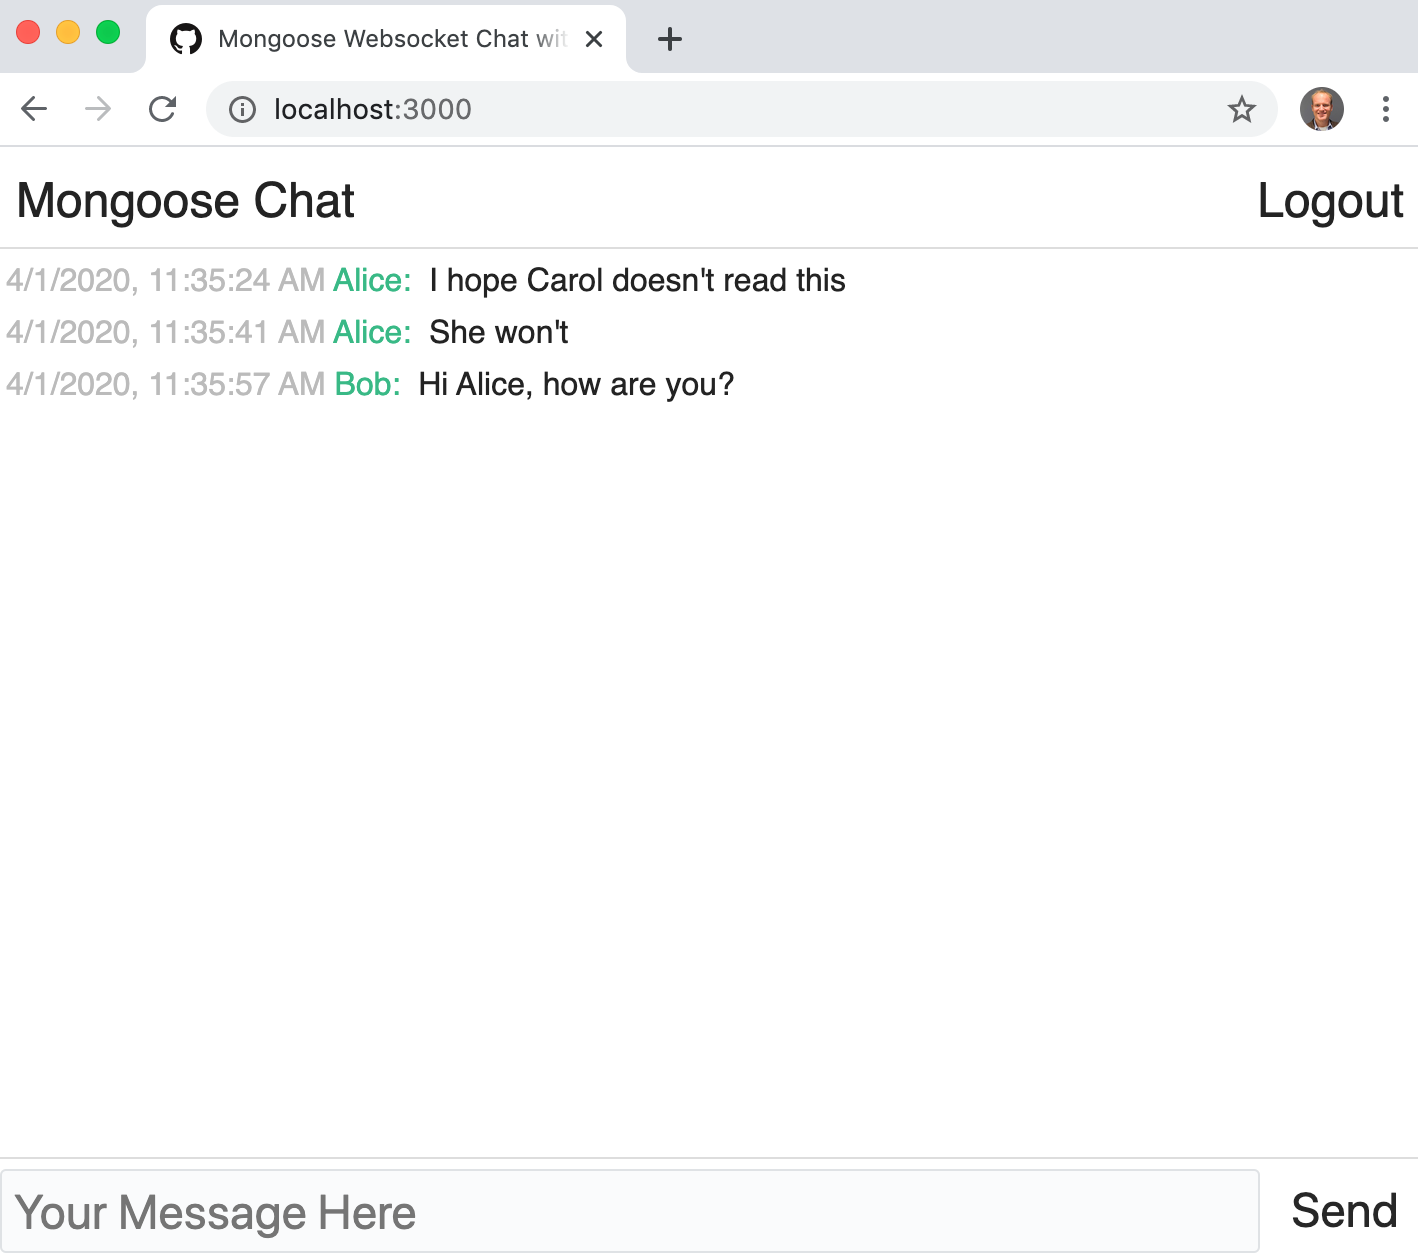 Mongoose Websocket Chat wit
localhost:3000
Mongoose Chat Logout
4/1/2020, 11:35:24 AM Alice: I hope Carol doesn't read this
4/1/2020, 11:35:41 AM Alice: She won't
4/1/2020, 11:35:57 AM Bob: Hi Alice, how are you?
Your Message Here Send